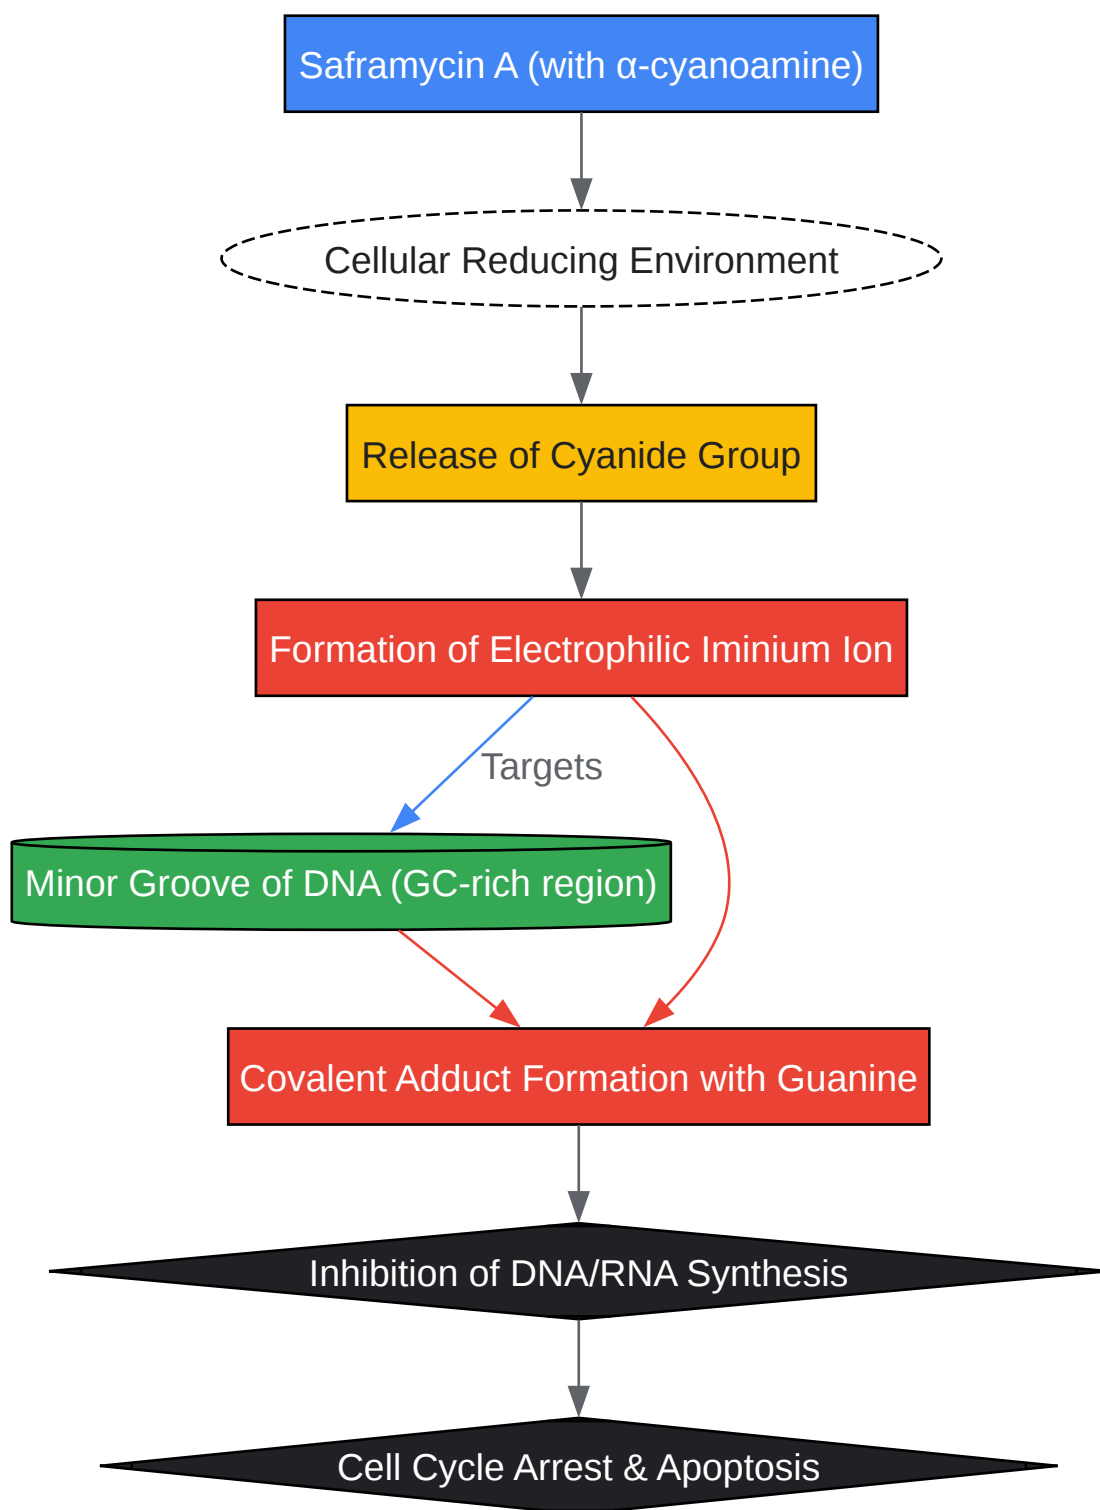 Saframycin A (with α-cyanoamine)
Cellular Reducing Environment
Release of Cyanide Group
Formation of Electrophilic Iminium Ion
Targets
Minor Groove of DNA (GC-rich region)
Covalent Adduct Formation with Guanine
Inhibition of DNA/RNA Synthesis
Cell Cycle Arrest & Apoptosis